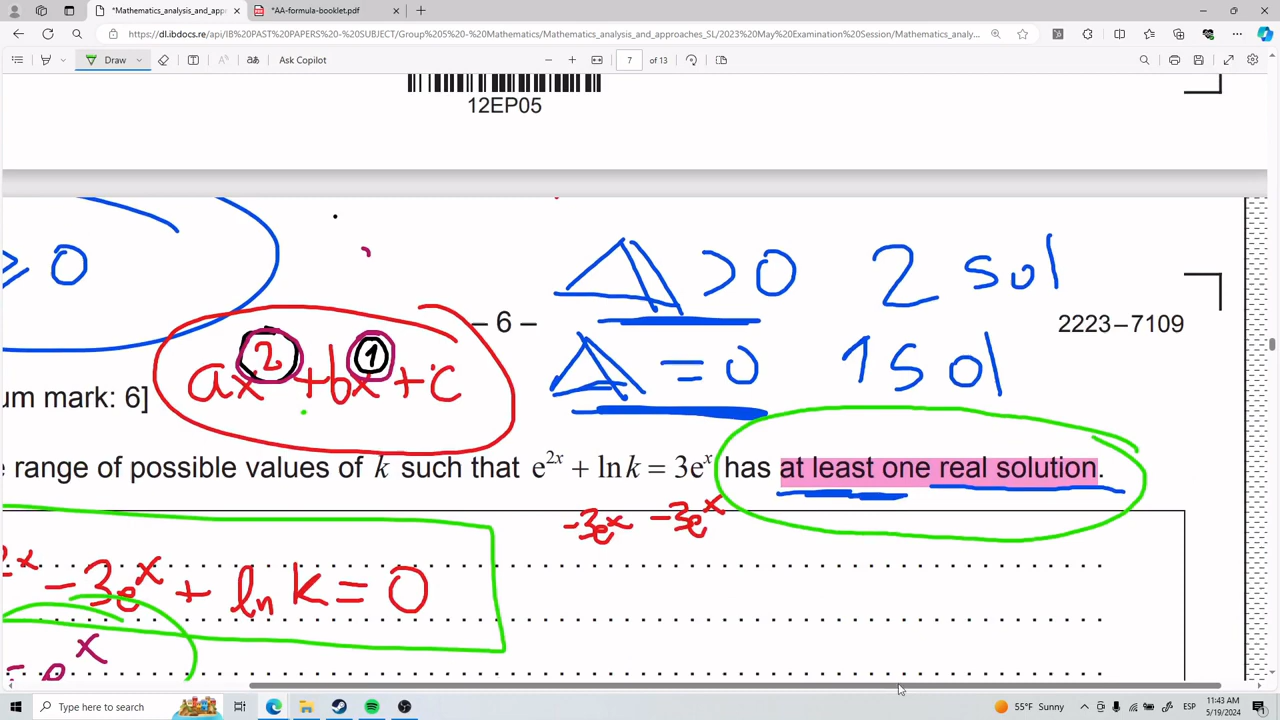 *Mathematics_analysis_and_appr
*AA-formula-booklet.pdf
https://dl.ibdocs.re/api/IB%20PAST%20PAPERS%20-%20SUBJECT/Group%205%20-%20Mathematics/Mathematics_analysis_and_approaches_SL/2023%20May%20Examination%20Session/Mathematics_analy...
Draw
Ask Copilot
7 of 13
12EP05
⩾ 0
Δ > 0 2 sol
– 6 –
2223 – 7109
ax² + bx¹ + c
Δ = 0 1 sol
um mark: 6]
e range of possible values of k such that e²ˣ + ln k = 3eˣ has at least one real solution.
-3eˣ -3eˣ
ˣ - 3eˣ + ln k = 0
= eˣ
Type here to search
55°F Sunny
ESP
11:43 AM
5/19/2024